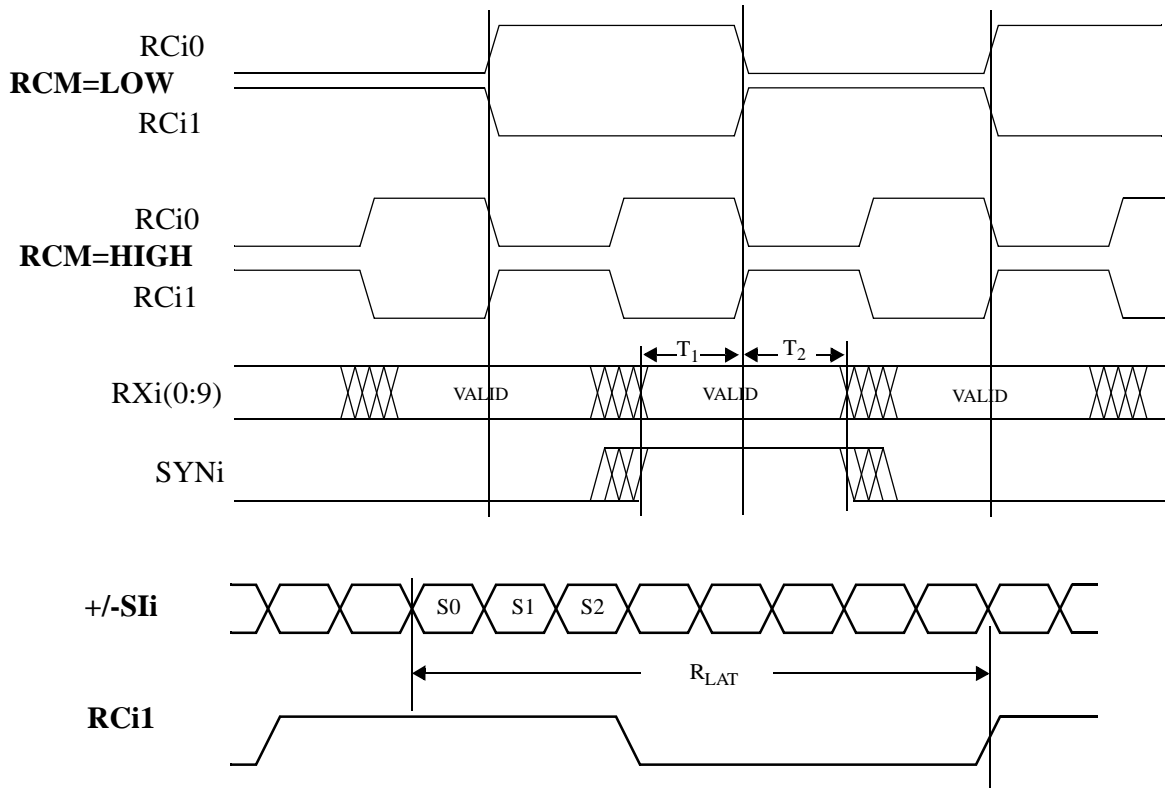 RCi0
RCM=LOW
RCi1
RCi0
RCM=HIGH
RCi1
T1 T2
RXi(0:9) VALID VALID VALID
SYNi
+/-SIi S0 S1 S2
RLAT
RCi1